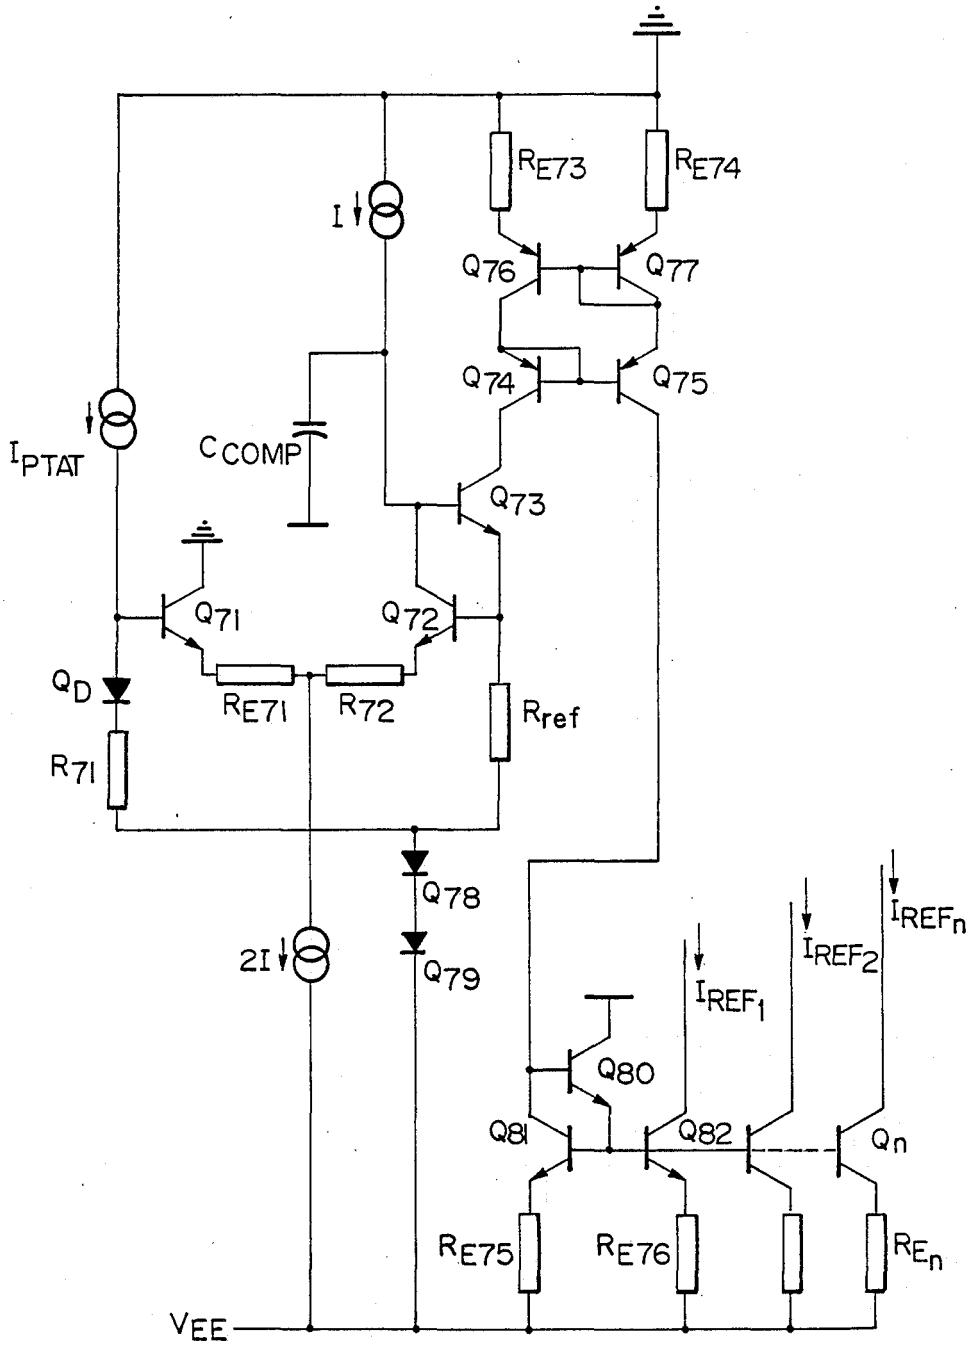 RE73
RE74
I
Q76
Q77
Q74
Q75
IPTAT
CCOMP
Q73
Q71
Q72
QD
RE71
R72
Rref
R71
Q78
2I
Q79
IREFn
IREF2
IREF1
Q80
Q81
Q82
Qn
RE75
RE76
REn
VEE